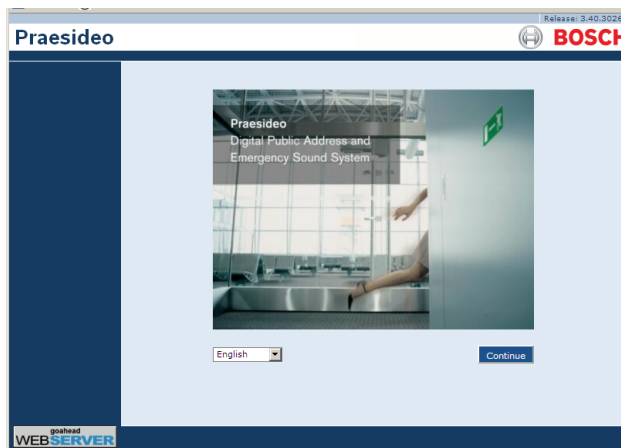 Release: 3.40.3026
Praesideo
BOSCH
Praesideo
Digital Public Address and
Emergency Sound System
English
Continue
goahead
WEBSERVER